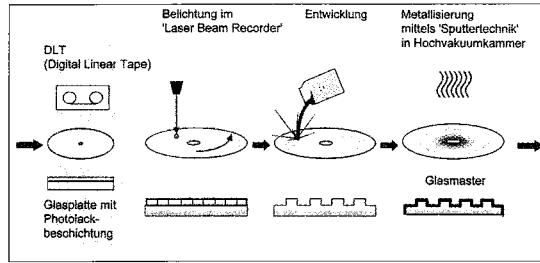 DLT
(Digital Linear Tape)
Glasplatte mit
Photolack-
beschichtung
Belichtung im
'Laser Beam Recorder'
Entwicklung
Metallisierung
mittels 'Sputtertechnik'
in Hochvakuumkammer
Glasmaster